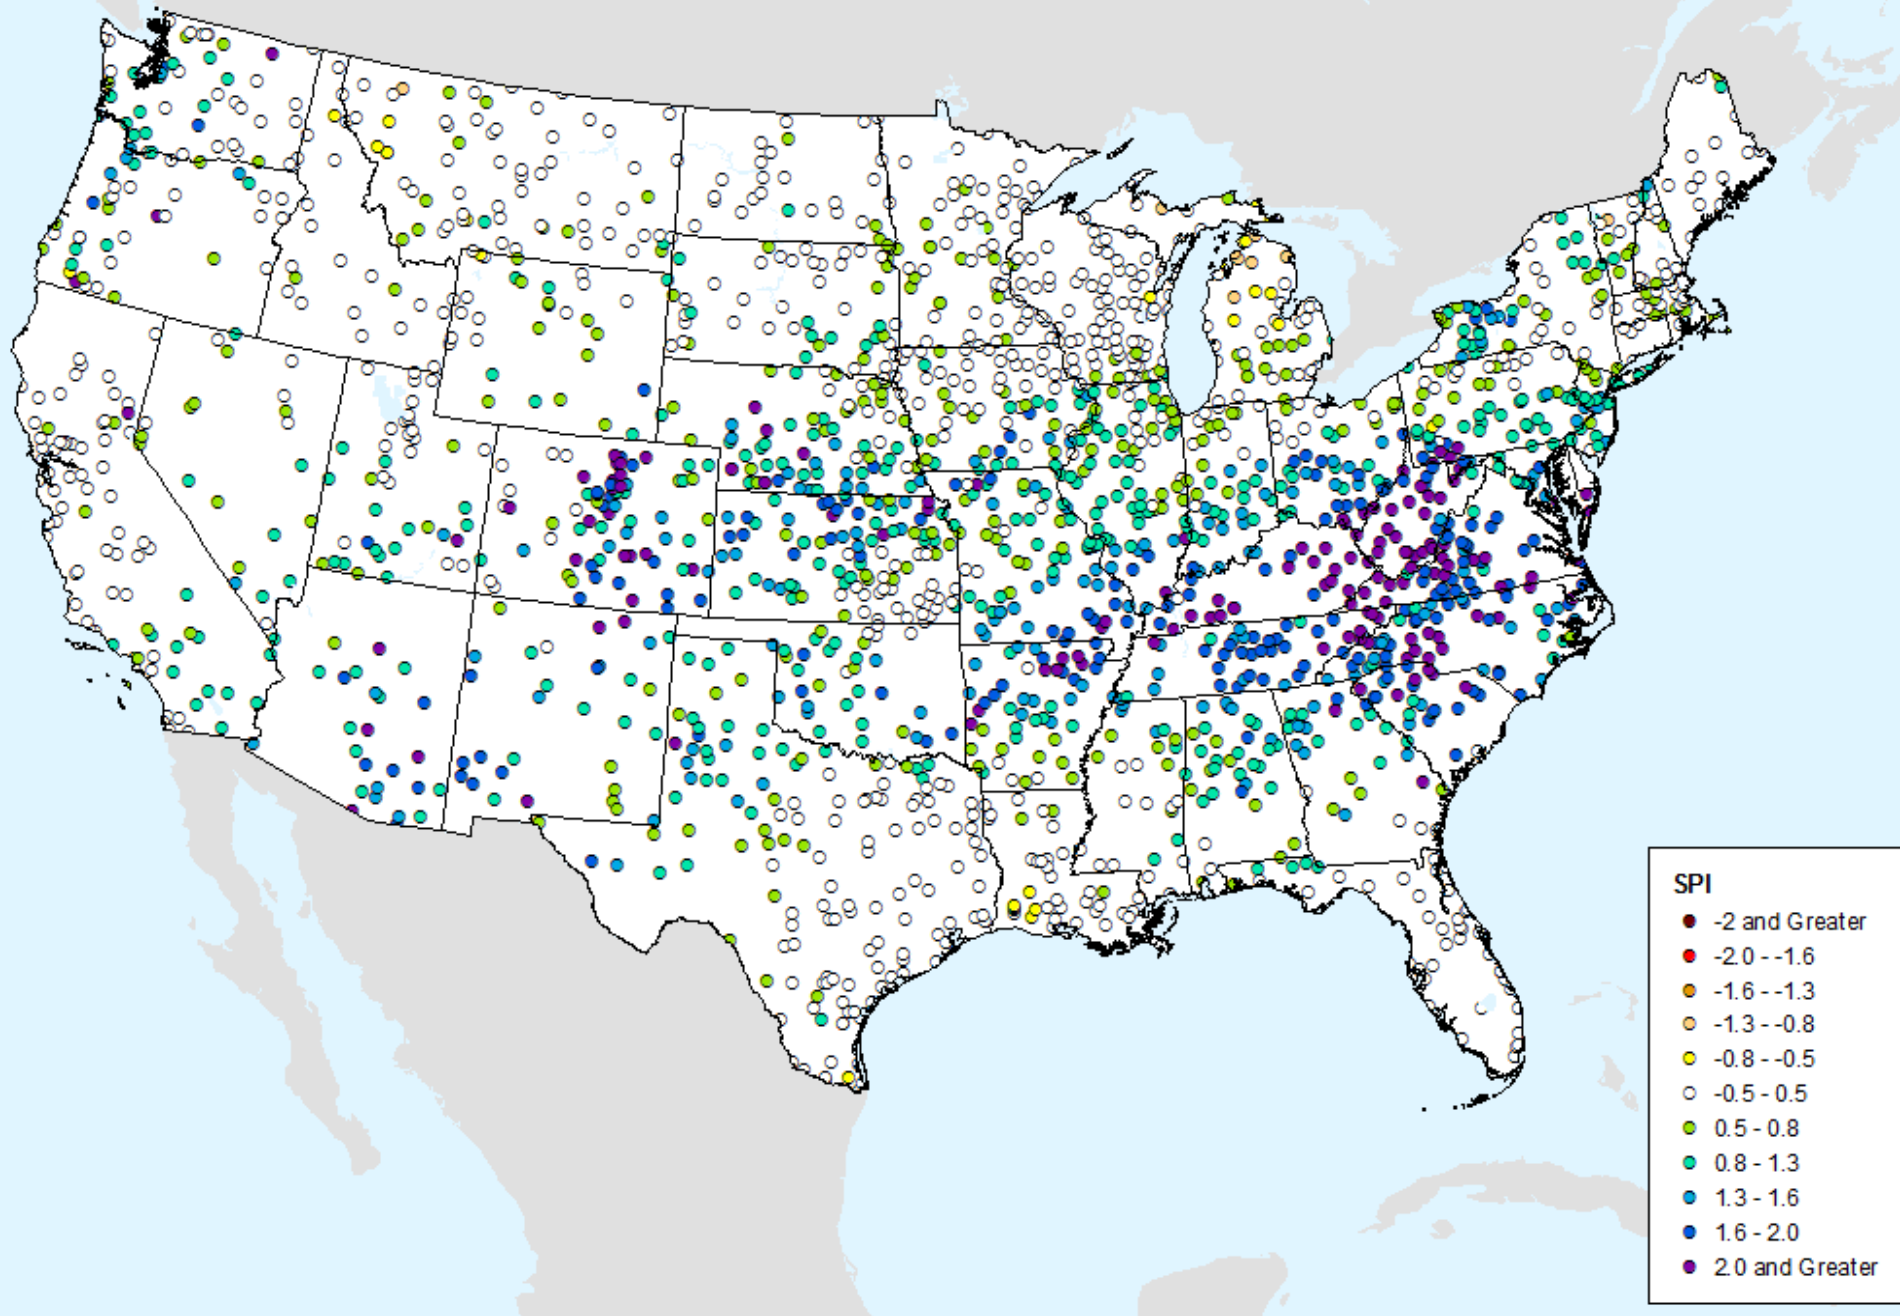 SPI
-2 and Greater
-2.0 - -1.6
-1.6 - -1.3
-1.3 - -0.8
-0.8 - -0.5
-0.5 - 0.5
0.5 - 0.8
0.8 - 1.3
1.3 - 1.6
1.6 - 2.0
2.0 and Greater